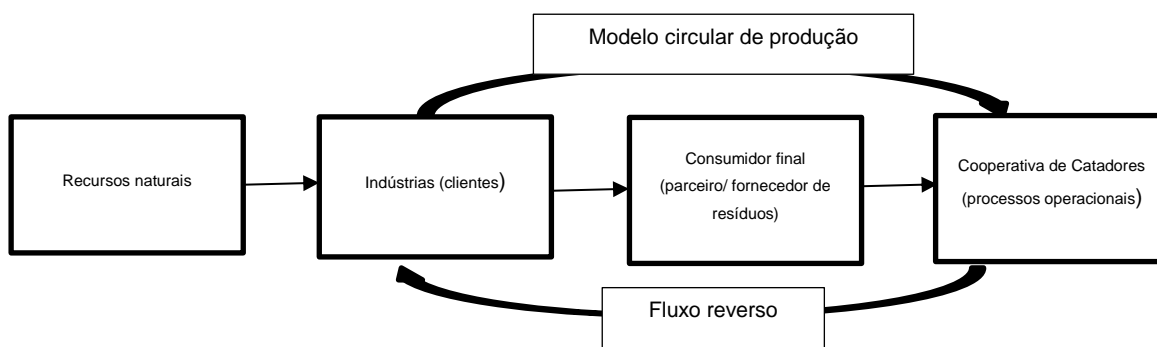 Modelo circular de produção
Recursos naturais
Indústrias (clientes)
Consumidor final
(parceiro/ fornecedor de
resíduos)
Cooperativa de Catadores
(processos operacionais)
Fluxo reverso